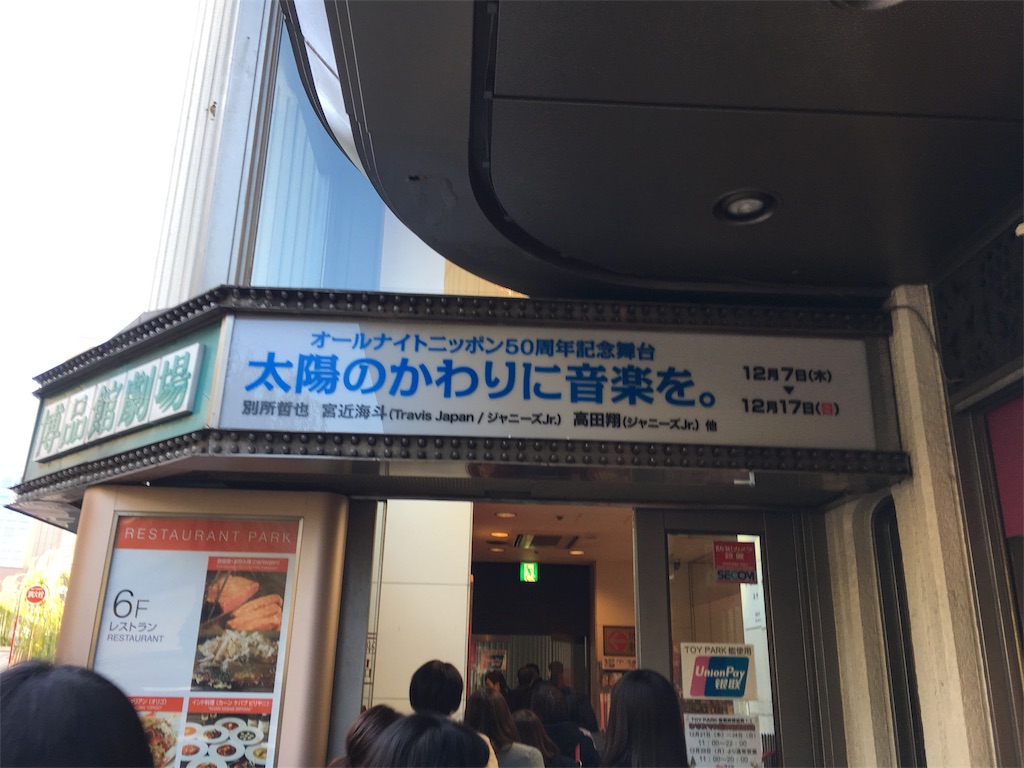 オールナイトニッポン50周年記念舞台
太陽のかわりに音楽を。
別所哲也 宮近海斗(Travis Japan / ジャニーズJr.) 高田翔(ジャニーズJr.) 他
12月7日(木)
▼
12月17日(日)
博品館劇場
RESTAURANT PARK
6F
レストラン
RESTAURANT
SECOM
TOY PARK 能使用
UnionPay
银联